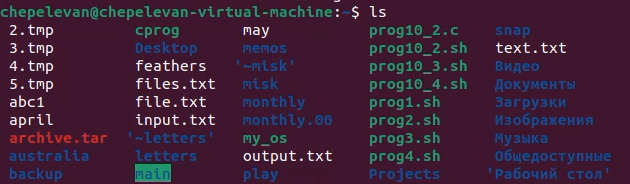 chepelevan@chepelevan-virtual-machine:~$ ls
2.tmp cprog may prog10_2.c snap
3.tmp Desktop memos prog10_2.sh text.txt
4.tmp feathers '~misk' prog10_3.sh Видео
5.tmp files.txt misk prog10_4.sh Документы
abc1 file.txt monthly prog1.sh Загрузки
april input.txt monthly.00 prog2.sh Изображения
archive.tar '~letters' my_os prog3.sh Музыка
australia letters output.txt prog4.sh Общедоступные
backup main play Projects 'Рабочий стол'